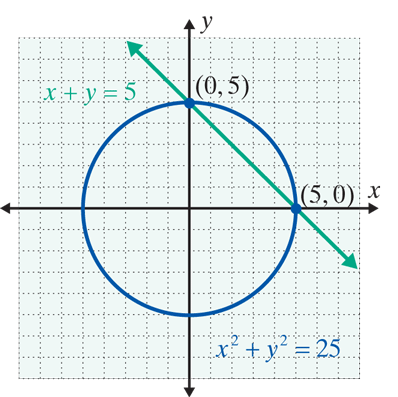 y
(0, 5)
x + y = 5
(5, 0)
x
x² + y² = 25